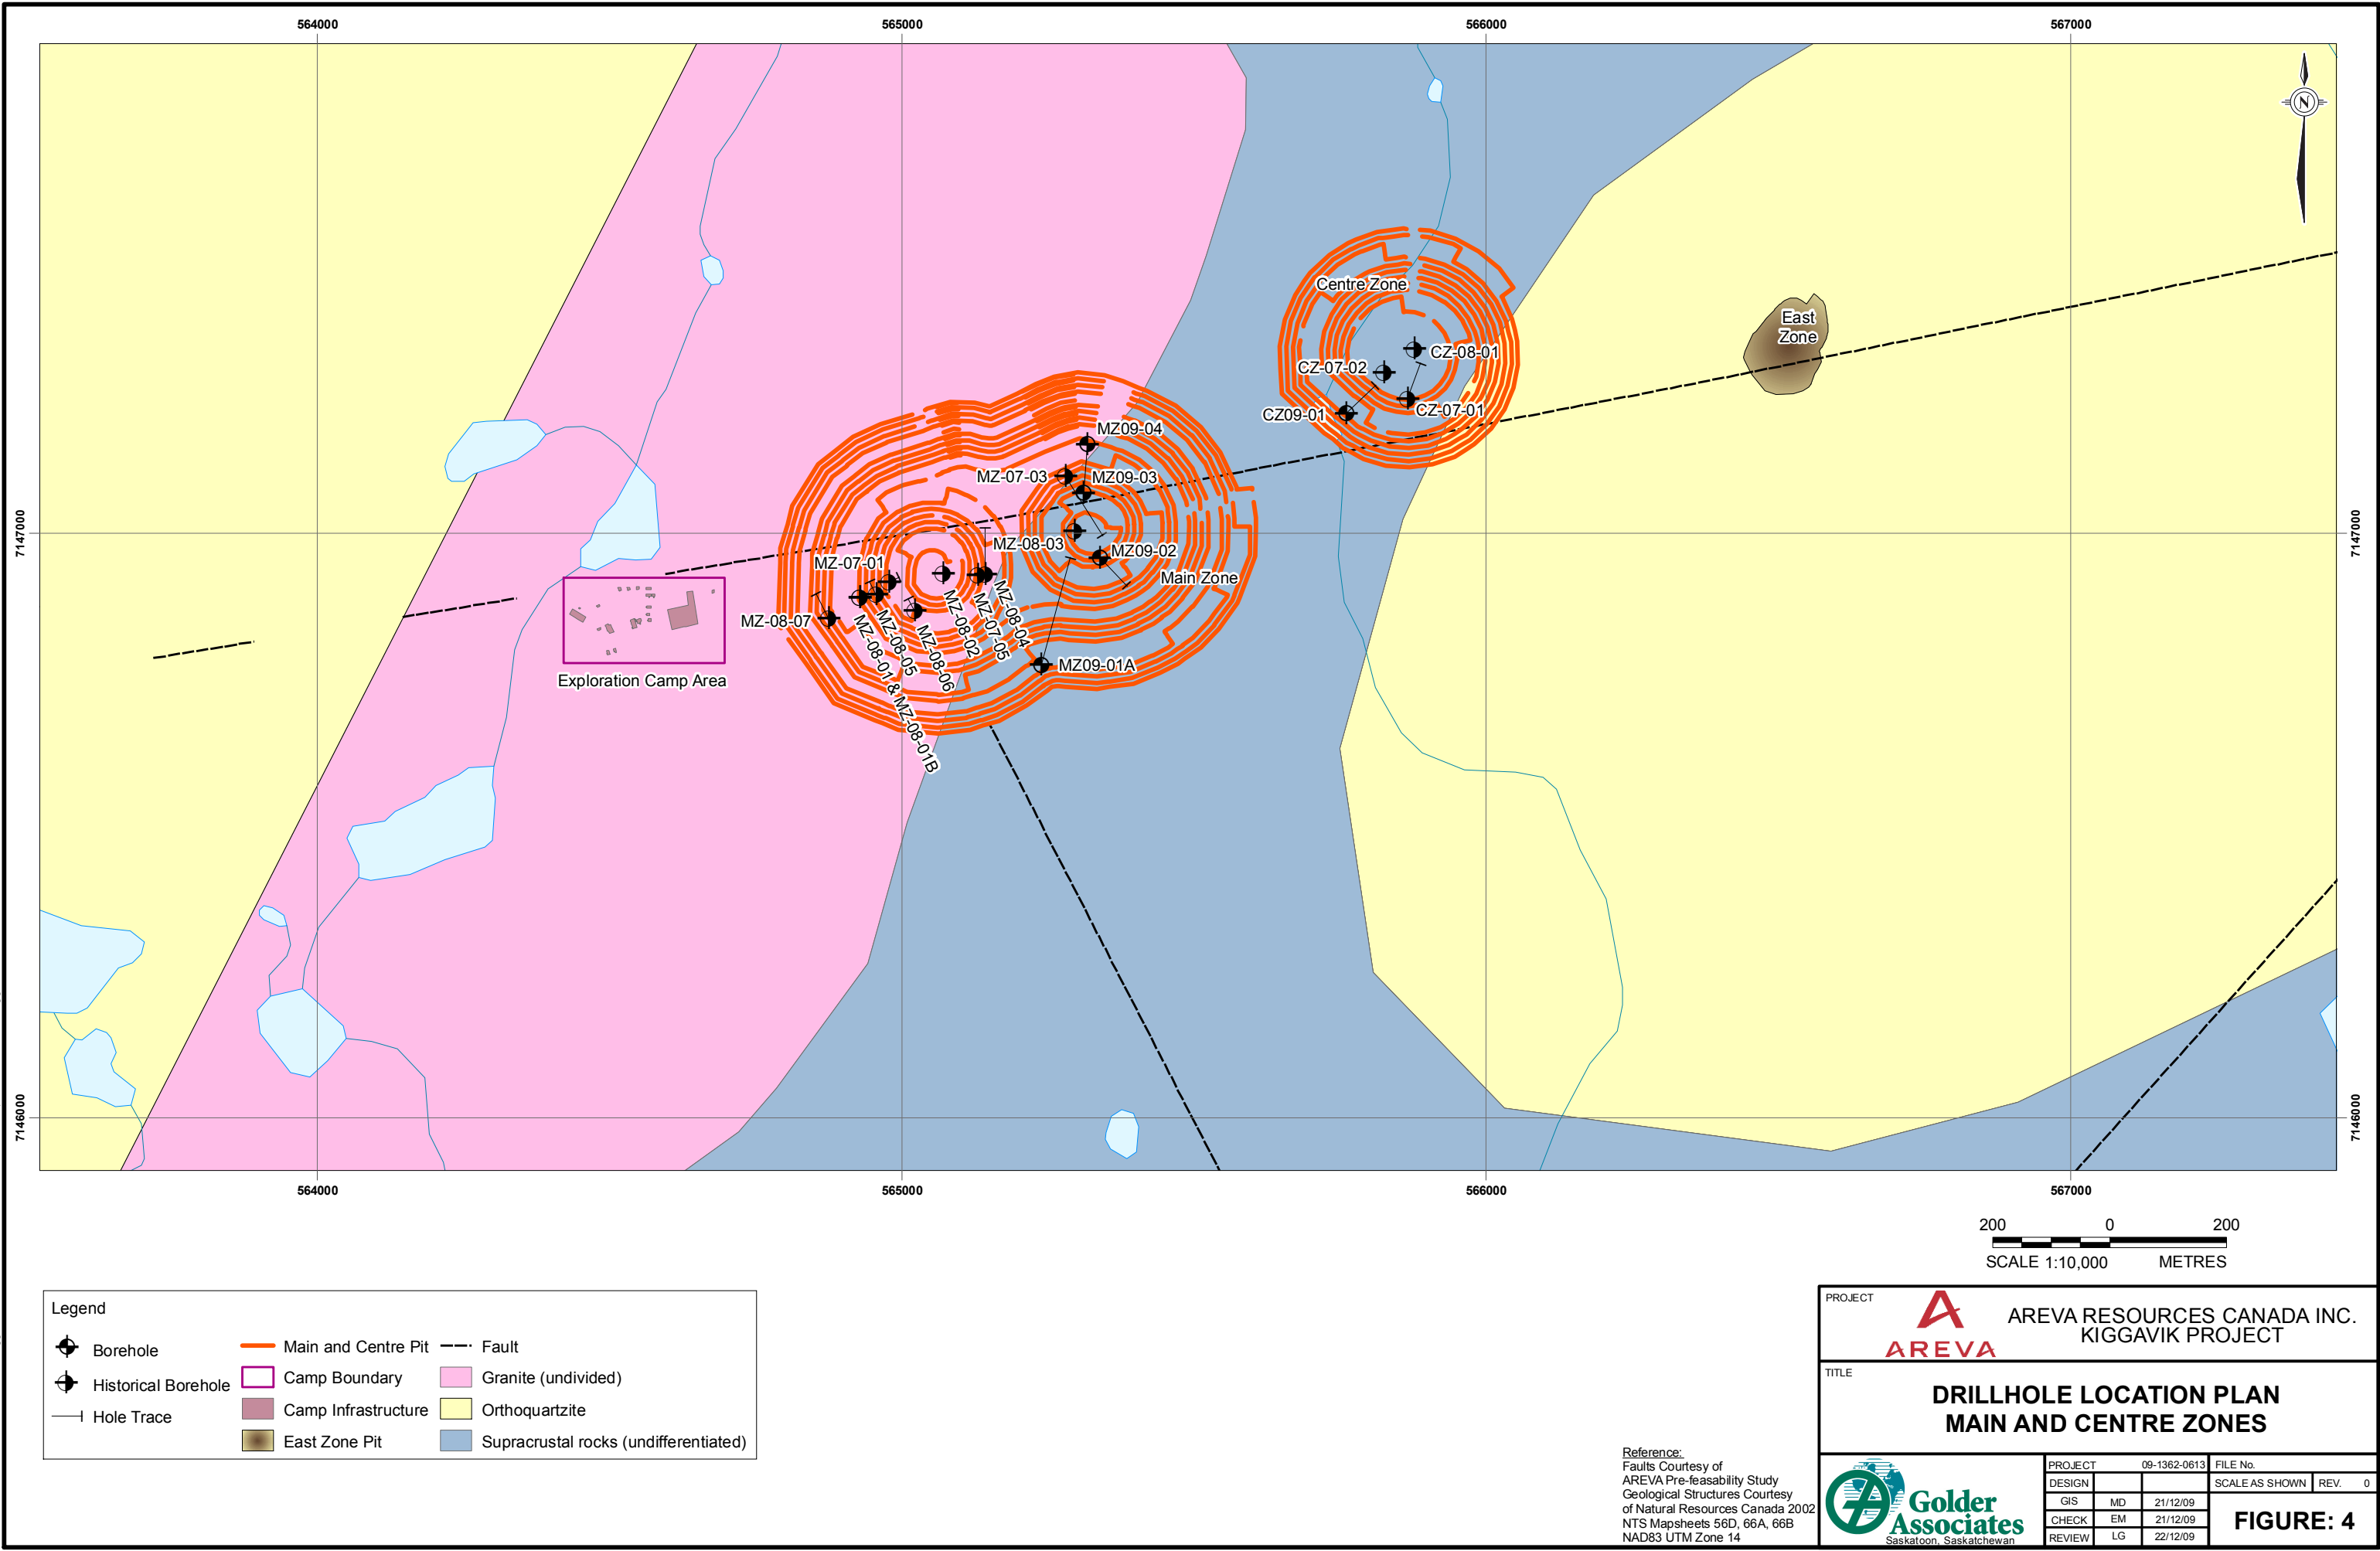 564000
565000
566000
567000
N
7147000
7147000
Centre Zone
East
Zone
CZ-08-01
CZ-07-02
CZ-07-01
CZ09-01
MZ09-04
MZ-07-03
MZ09-03
MZ-08-03
MZ09-02
Main Zone
MZ-07-01
MZ-08-07
MZ-08-01 & MZ-08-01B
MZ-08-05
MZ-08-06
MZ-08-02
MZ-07-05
MZ-08-04
MZ09-01A
Exploration Camp Area
7146000
7146000
564000
565000
566000
567000
200
0
200
SCALE 1:10,000
METRES
Legend
Borehole
Historical Borehole
Hole Trace
Main and Centre Pit
Camp Boundary
Camp Infrastructure
East Zone Pit
Fault
Granite (undivided)
Orthoquartzite
Supracrustal rocks (undifferentiated)
Reference:
Faults Courtesy of
AREVA Pre-feasability Study
Geological Structures Courtesy
of Natural Resources Canada 2002
NTS Mapsheets 56D, 66A, 66B
NAD83 UTM Zone 14
PROJECT
AREVA
AREVA RESOURCES CANADA INC.
KIGGAVIK PROJECT
TITLE
DRILLHOLE LOCATION PLAN
MAIN AND CENTRE ZONES
Golder
Associates
Saskatoon, Saskatchewan
PROJECT 09-1362-0613 FILE No.
DESIGN SCALE AS SHOWN REV. 0
GIS MD 21/12/09
CHECK EM 21/12/09
REVIEW LG 22/12/09
FIGURE: 4